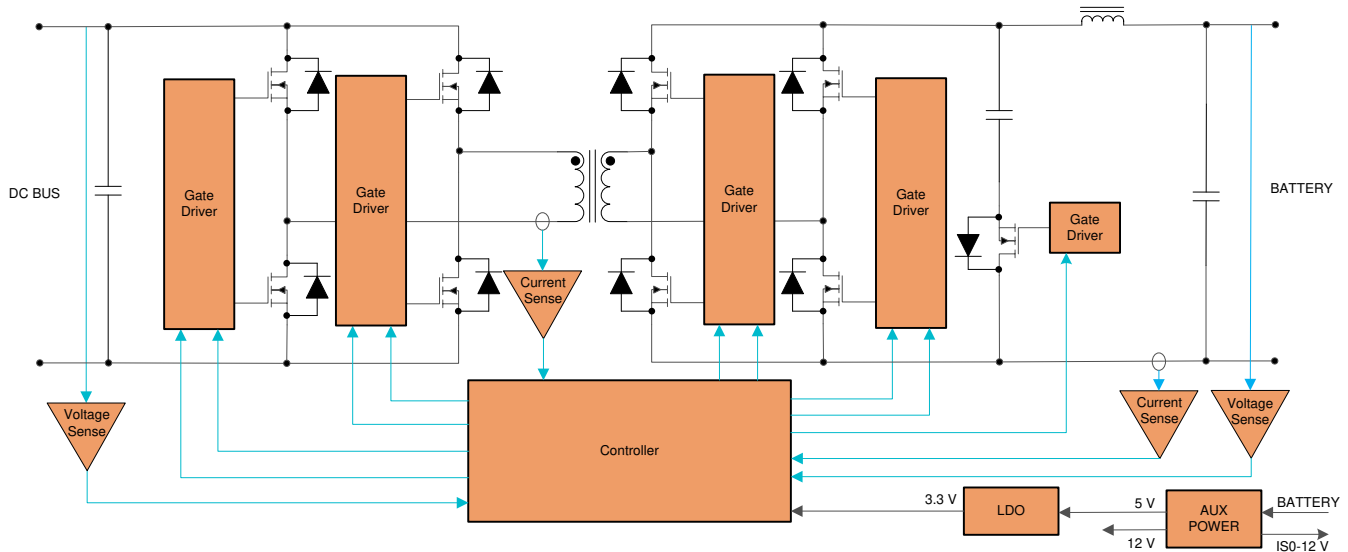 DC BUS
Gate
Driver
Gate
Driver
Current
Sense
Gate
Driver
Gate
Driver
Gate
Driver
BATTERY
Voltage
Sense
Controller
Current
Sense
Voltage
Sense
3.3 V
LDO
5 V
12 V
AUX
POWER
BATTERY
IS0-12 V